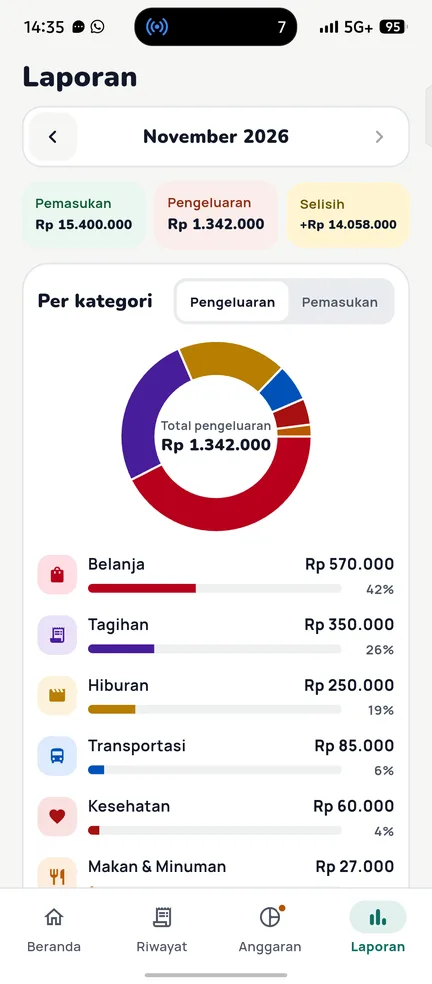 14:35 7 5G+ 95
Laporan
November 2026
Pemasukan
Rp 15.400.000
Pengeluaran
Rp 1.342.000
Selisih
+Rp 14.058.000
Per kategori
Pengeluaran
Pemasukan
Total pengeluaran
Rp 1.342.000
Belanja Rp 570.000
42%
Tagihan Rp 350.000
26%
Hiburan Rp 250.000
19%
Transportasi Rp 85.000
6%
Kesehatan Rp 60.000
4%
Makan & Minuman Rp 27.000
Beranda
Riwayat
Anggaran
Laporan